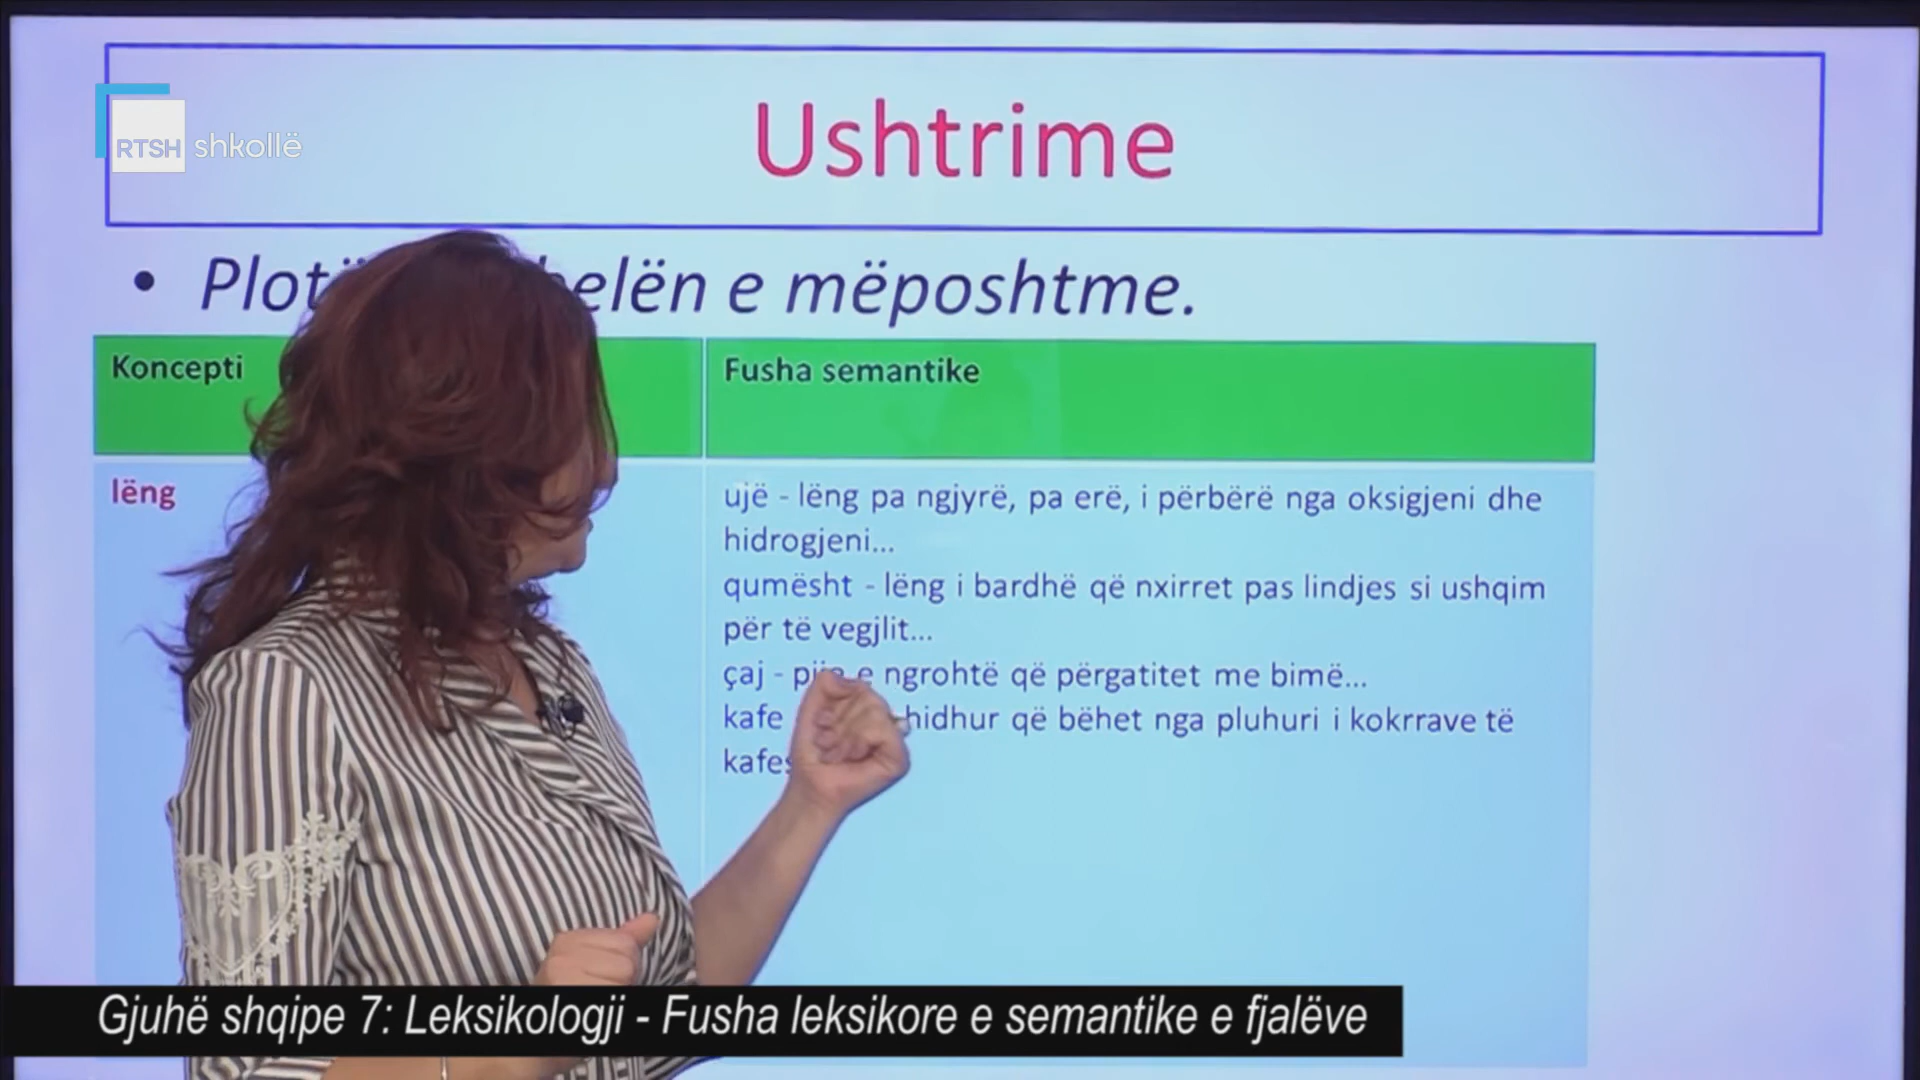 Ushtrime
RTSH shkollë
• e mëposhtme.
Koncepti
Fusha semantike
lëng
ujë - lëng pa ngjyrë, pa erë, i përbërë nga oksigjeni dhe
hidrogjeni...
qumësht - lëng i bardhë që nxirret pas lindjes si ushqim
për të vegjlit...
çaj - e ngrohtë që përgatitet me bimë...
kafe hidhur që bëhet nga pluhuri i kokrrave të
Gjuhë shqipe 7: Leksikologji - Fusha leksikore e semantike e fjalëve